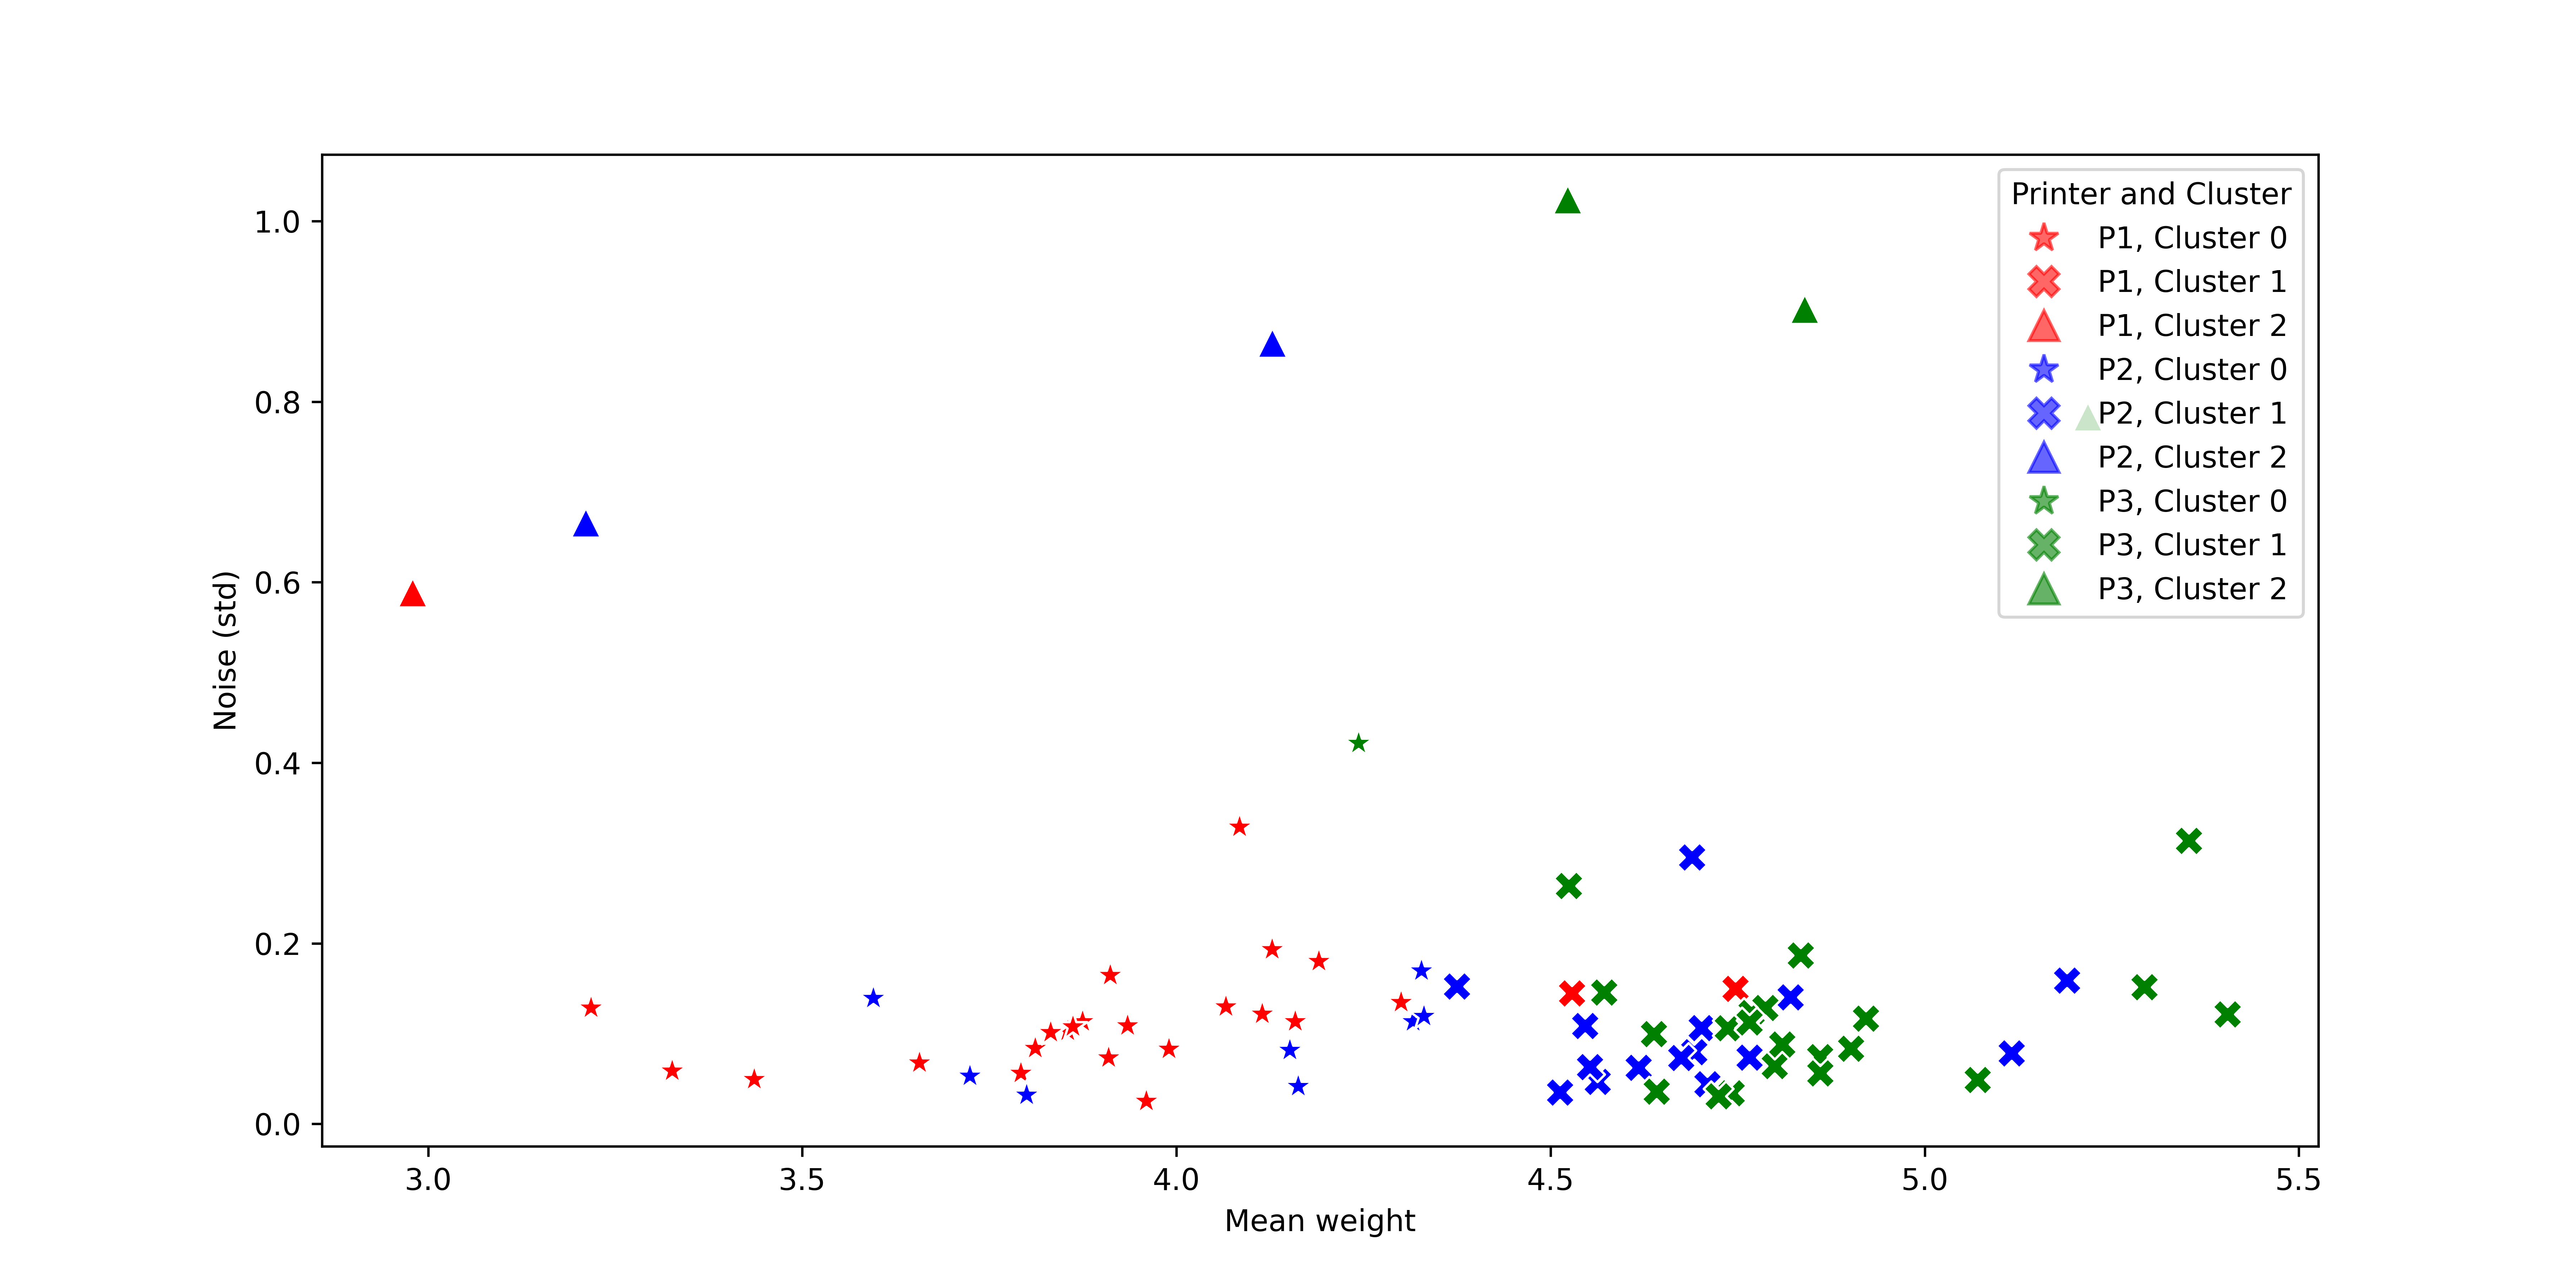 Printer and Cluster
P1, Cluster 0
P1, Cluster 1
P1, Cluster 2
P2, Cluster 0
P2, Cluster 1
P2, Cluster 2
P3, Cluster 0
P3, Cluster 1
P3, Cluster 2
1.0
0.8
0.6
0.4
0.2
0.0
Noise (std)
3.0 3.5 4.0 4.5 5.0 5.5
Mean weight